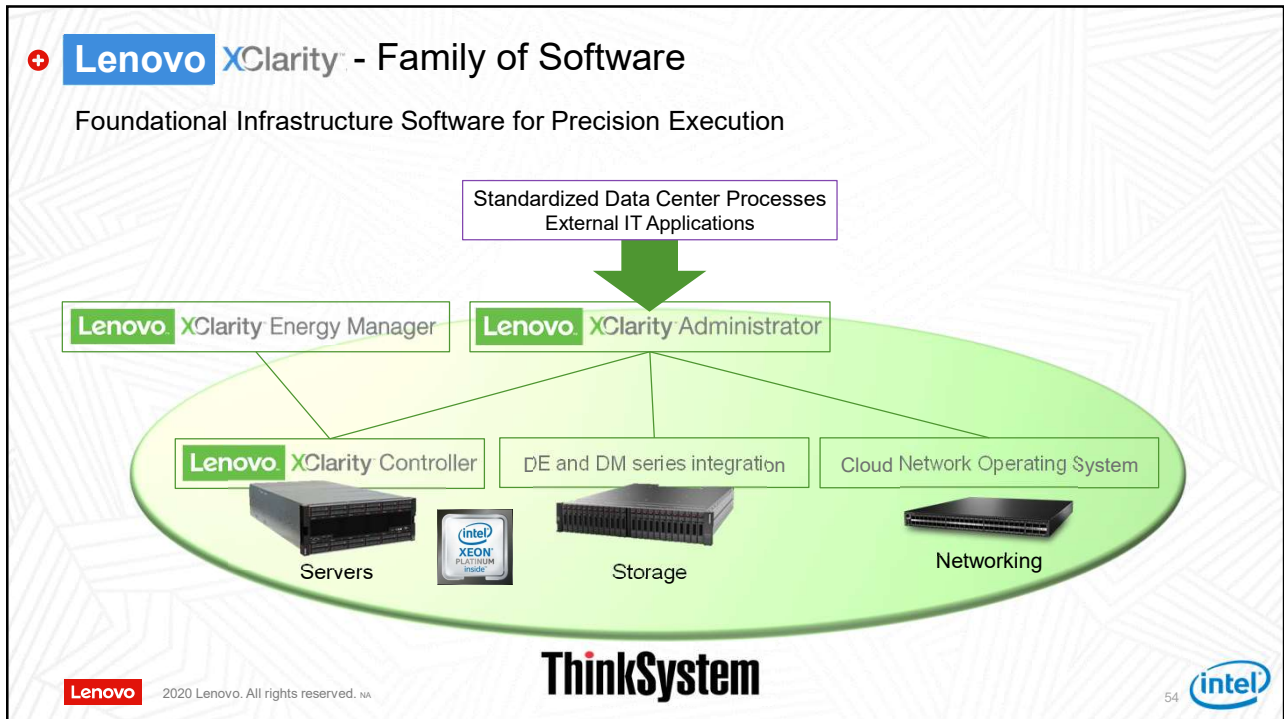 Lenovo XClarity™ - Family of Software
Foundational Infrastructure Software for Precision Execution
Standardized Data Center Processes
External IT Applications
Lenovo. XClarity Energy Manager
Lenovo. XClarity Administrator
Lenovo. XClarity Controller
DE and DM series integration
Cloud Network Operating System
intel
XEON
PLATINUM
inside
Servers
Storage
Networking
ThinkSystem
Lenovo
2020 Lenovo. All rights reserved. NA
54
intel